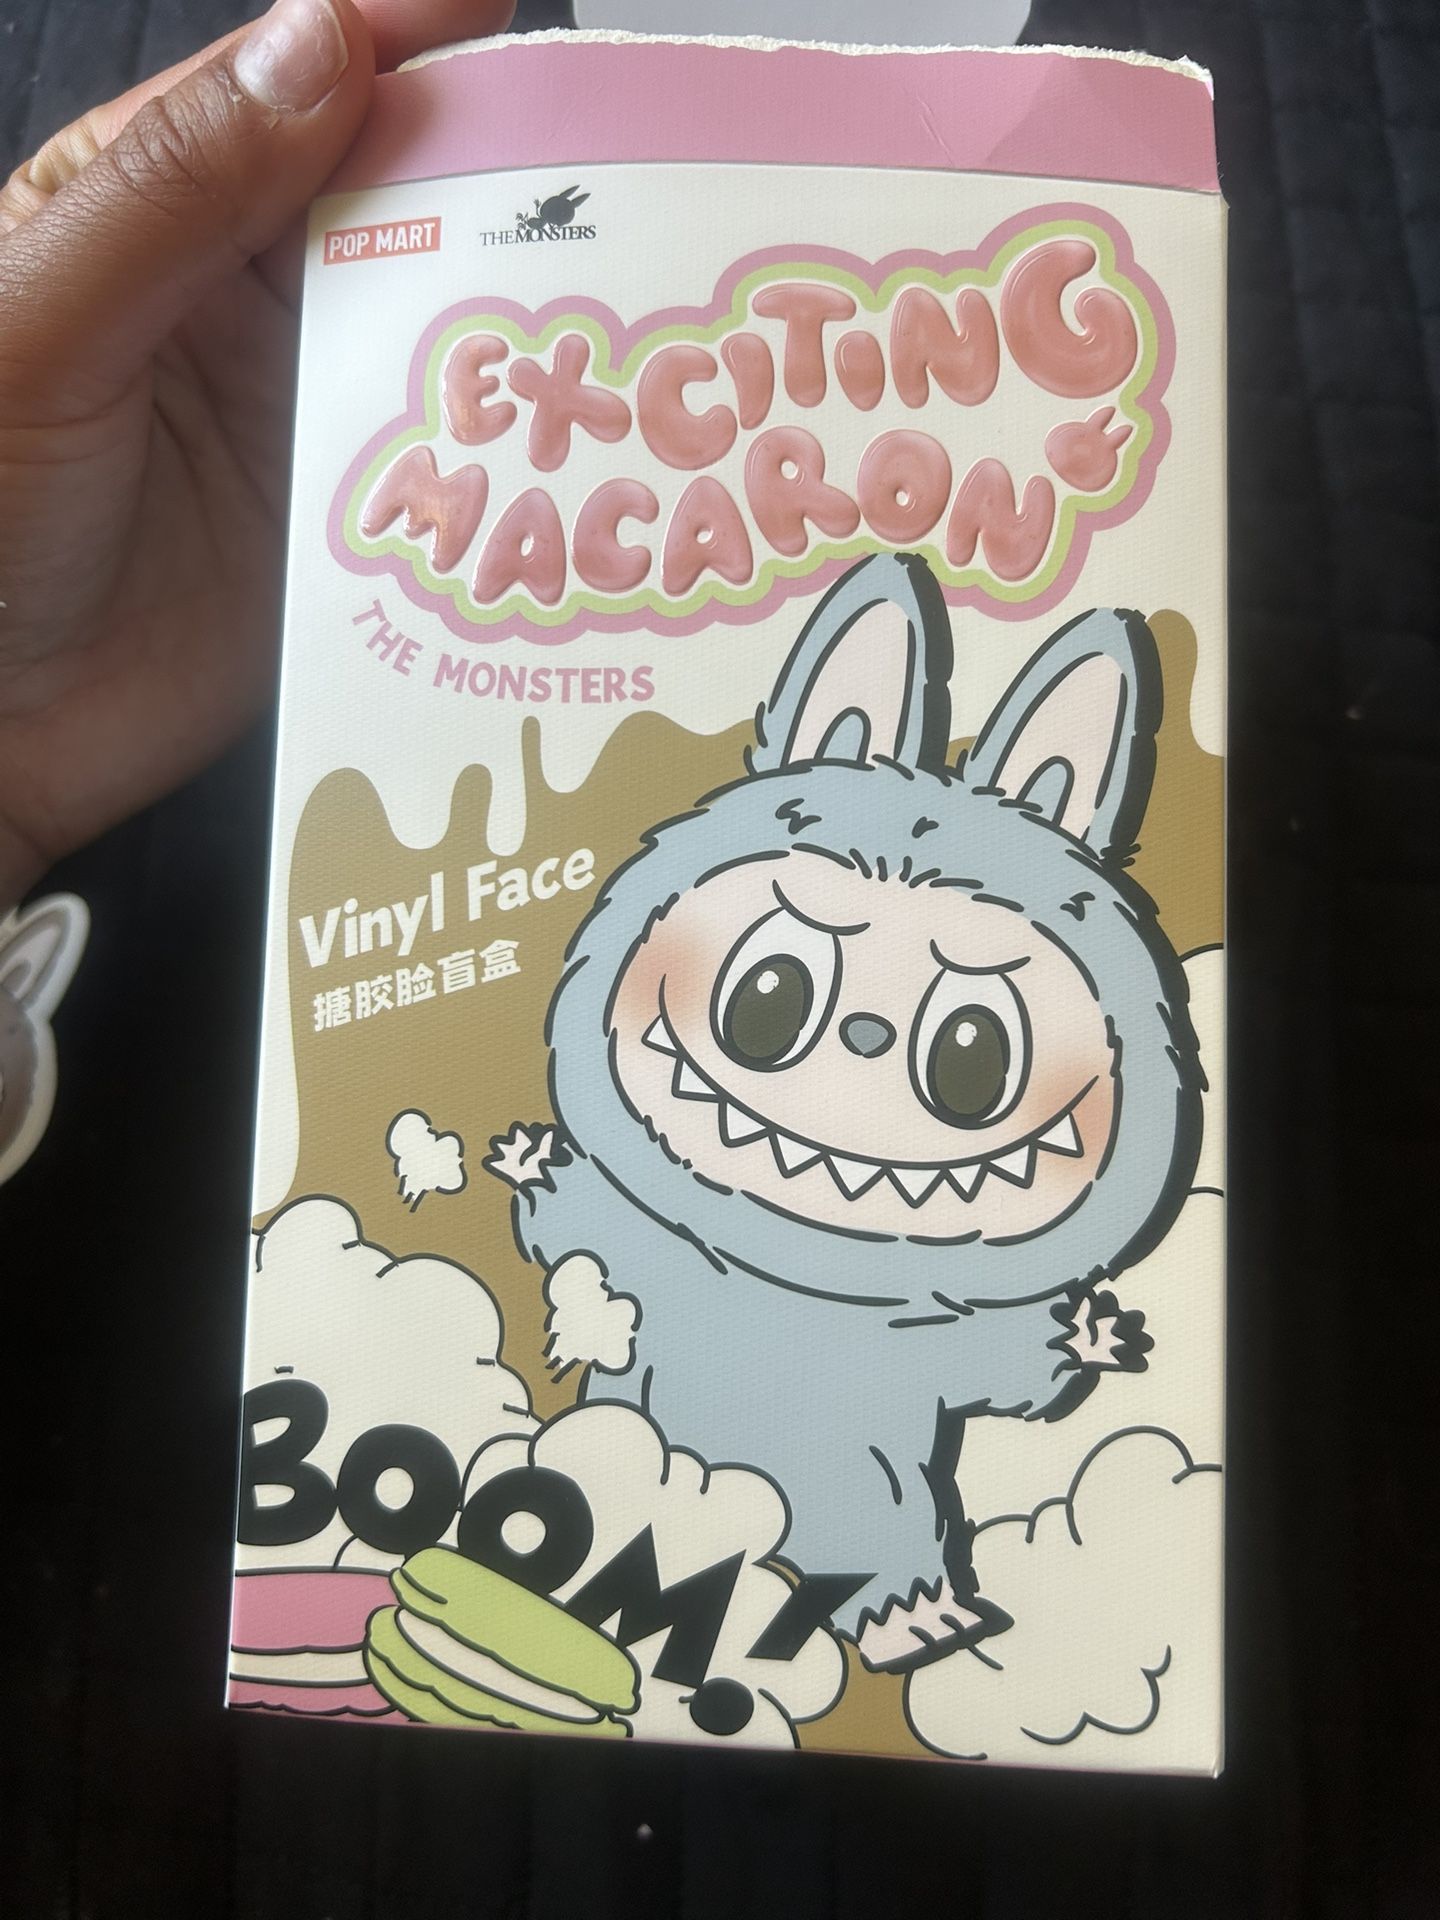 POP MART
THE MONSTERS
EXCITING
MACARON
THE MONSTERS
Vinyl Face
搪胶脸盲盒
BOOM!